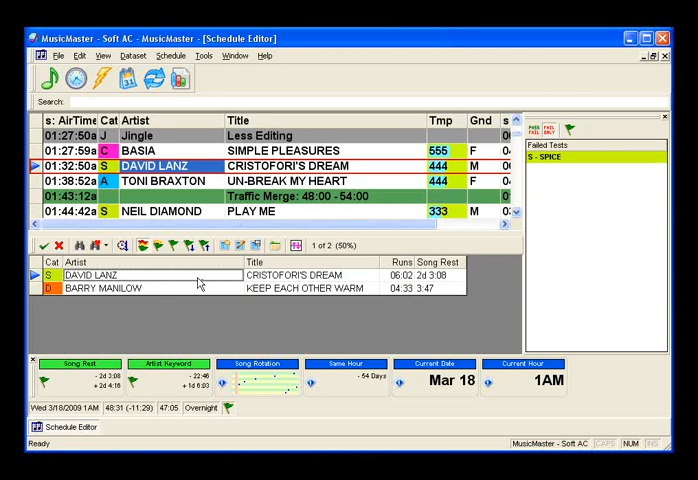 MusicMaster - Soft AC - MusicMaster - [Schedule Editor]
File Edit View Dataset Schedule Tools Window Help
Search:
s: AirTime Cat Artist Title Tmp Gnd s
01:27:50a J Jingle Less Editing
01:27:59a C BASIA SIMPLE PLEASURES 555 F
01:32:50a S DAVID LANZ CRISTOFORI'S DREAM 444 M
01:38:52a A TONI BRAXTON UN-BREAK MY HEART 444 F
01:43:12a Traffic Merge: 48:00 - 54:00
01:44:42a S NEIL DIAMOND PLAY ME 333 M
PASS FAIL FAIL ONLY
Failed Tests
S - SPICE
1 of 2 (50%)
Cat Artist Title Runs Song Rest
S DAVID LANZ CRISTOFORI'S DREAM 06:02 2d 3:08
D BARRY MANILOW KEEP EACH OTHER WARM 04:33 3:47
Song Rest Artist Keyword Song Rotation Same Hour Current Date Current Hour
- 2d 3:08 - 22:46 - 54 Days Mar 18 1AM
+ 2d 4:16 + 1d 6:03
Wed 3/18/2009 1AM 48:31 (-11:29) 47:05 Overnight
Schedule Editor
Ready MusicMaster - Soft AC CAPS NUM INS